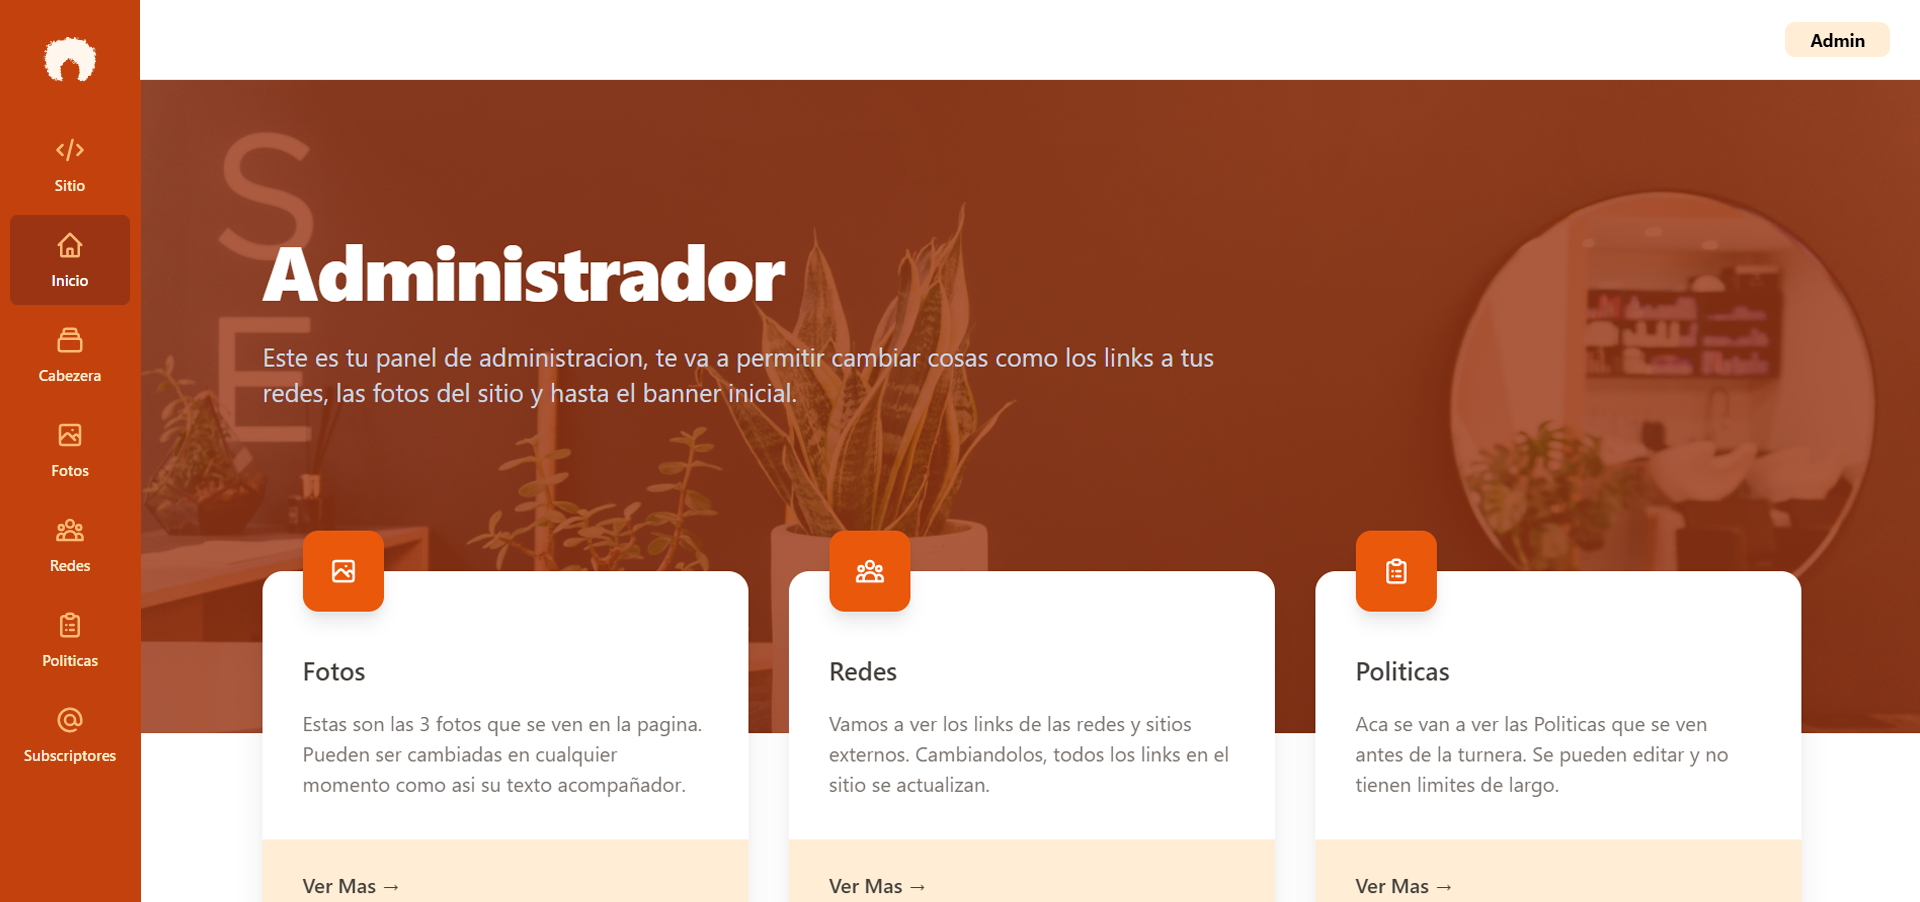 Admin
Sitio
Inicio
Cabezera
Fotos
Redes
Politicas
Subscriptores
S
E
Administrador
Este es tu panel de administracion, te va a permitir cambiar cosas como los links a tus
redes, las fotos del sitio y hasta el banner inicial.
Fotos
Estas son las 3 fotos que se ven en la pagina.
Pueden ser cambiadas en cualquier
momento como asi su texto acompañador.
Ver Mas →
Redes
Vamos a ver los links de las redes y sitios
externos. Cambiandolos, todos los links en el
sitio se actualizan.
Ver Mas →
Politicas
Aca se van a ver las Politicas que se ven
antes de la turnera. Se pueden editar y no
tienen limites de largo.
Ver Mas →